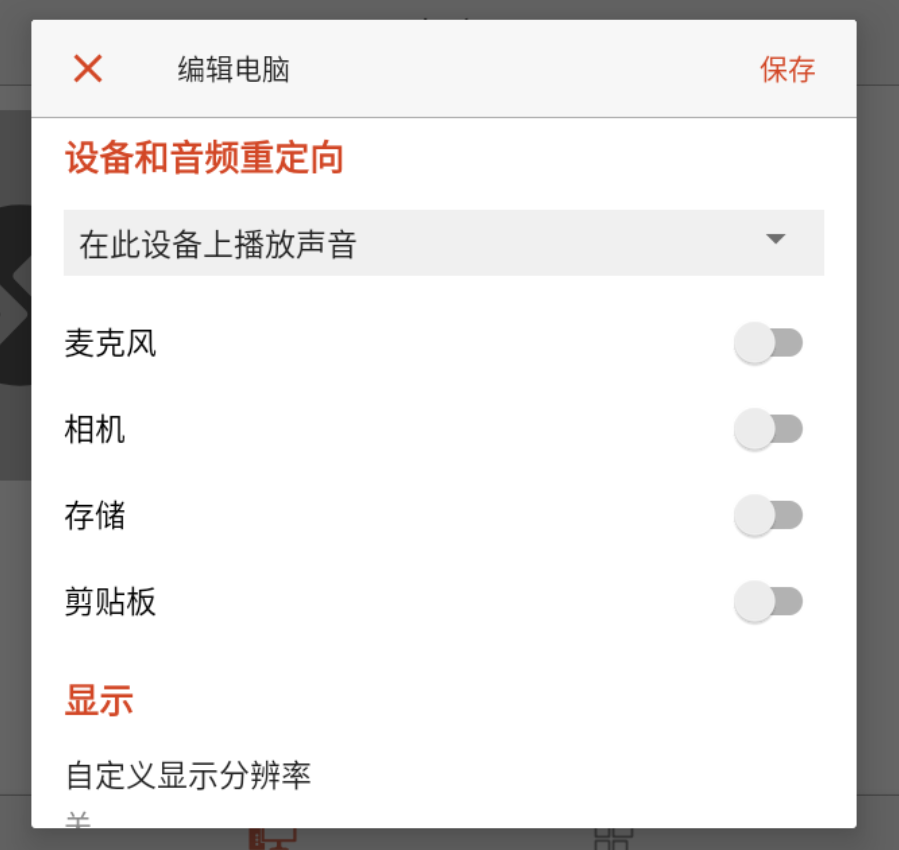 编辑电脑
保存
设备和音频重定向
在此设备上播放声音
麦克风
相机
存储
剪贴板
显示
自定义显示分辨率
关